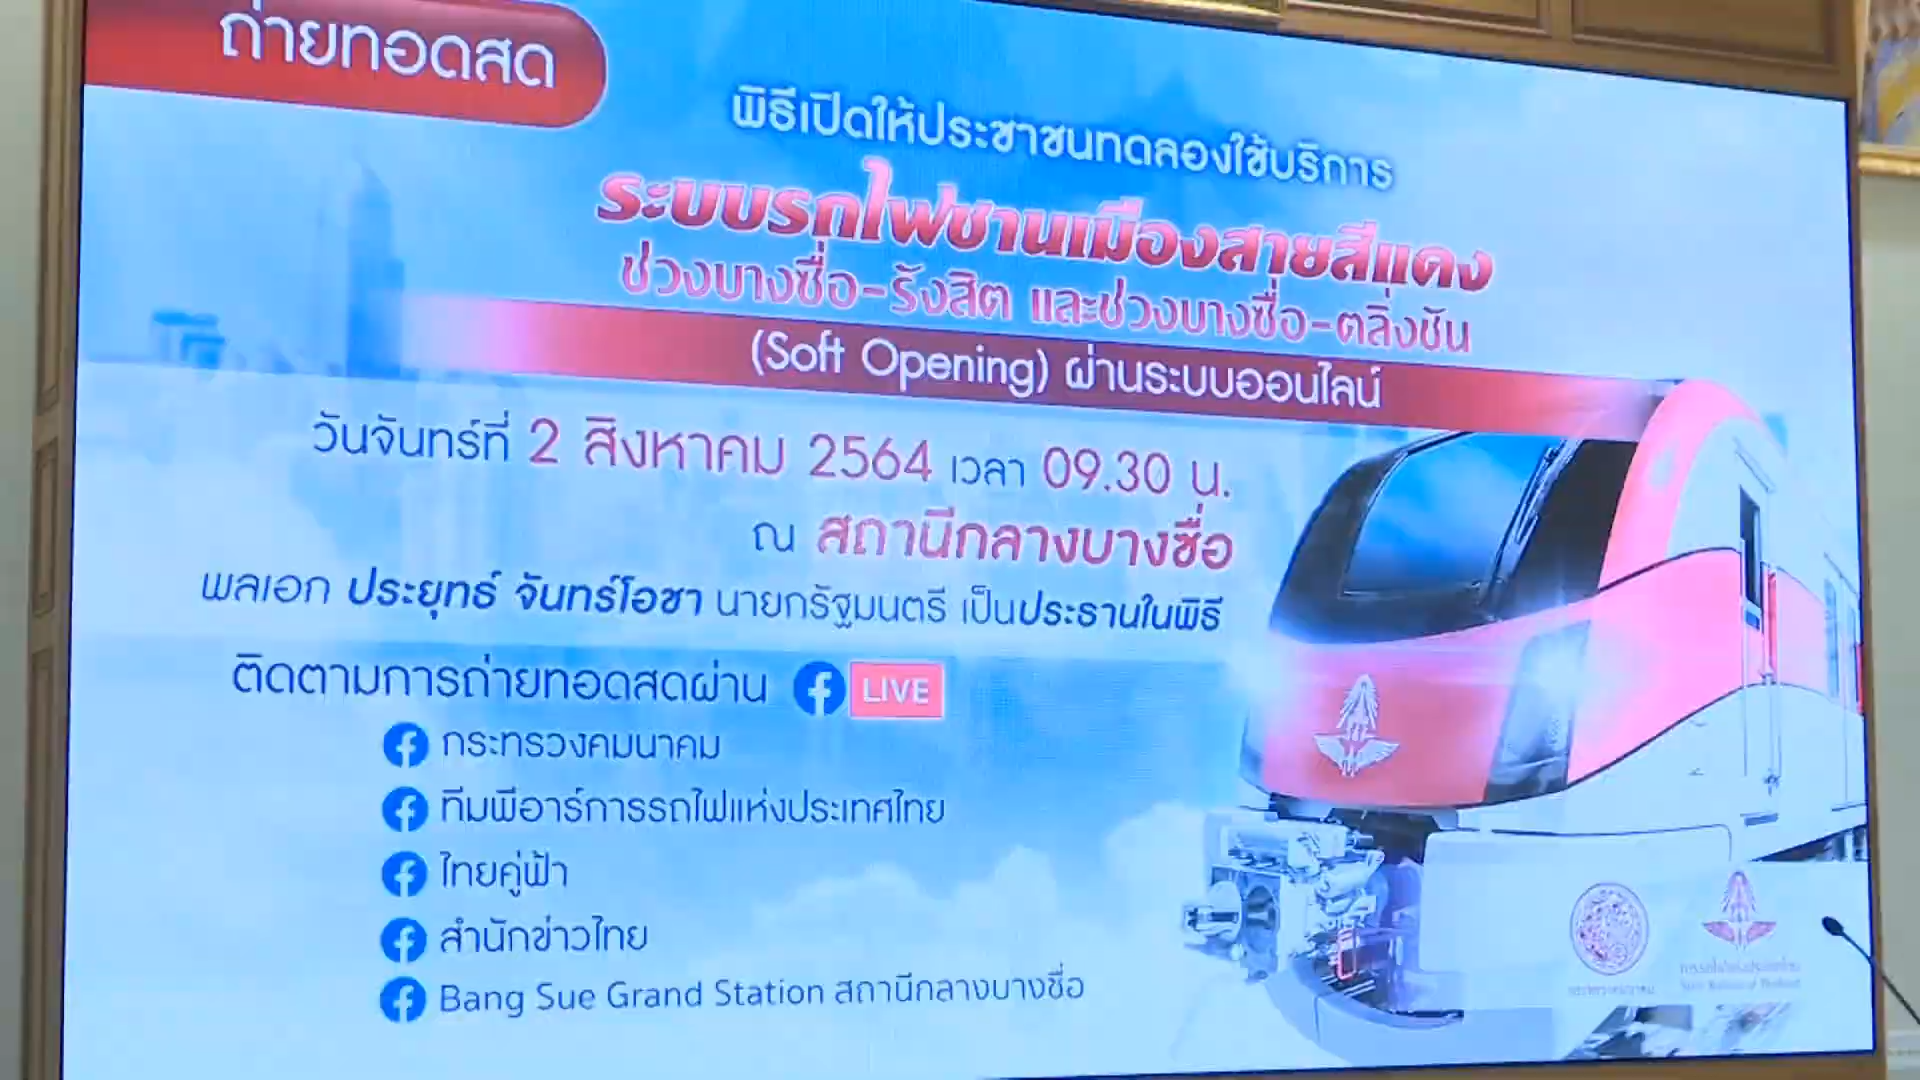 ถ่ายทอดสด
พิธีเปิดให้ประชาชนทดลองใช้บริการ
ระบบรถไฟชานเมืองสายสีแดง
ช่วงบางซื่อ-รังสิต และช่วงบางซื่อ-ตลิ่งชัน
(Soft Opening) ผ่านระบบออนไลน์
วันจันทร์ที่ 2 สิงหาคม 2564 เวลา 09.30 น.
ณ สถานีกลางบางซื่อ
พลเอก ประยุทธ์ จันทร์โอชา นายกรัฐมนตรี เป็นประธานในพิธี
ติดตามการถ่ายทอดสดผ่าน LIVE
กระทรวงคมนาคม
ทีมพีอาร์การรถไฟแห่งประเทศไทย
ไทยคู่ฟ้า
สำนักข่าวไทย
Bang Sue Grand Station สถานีกลางบางซื่อ